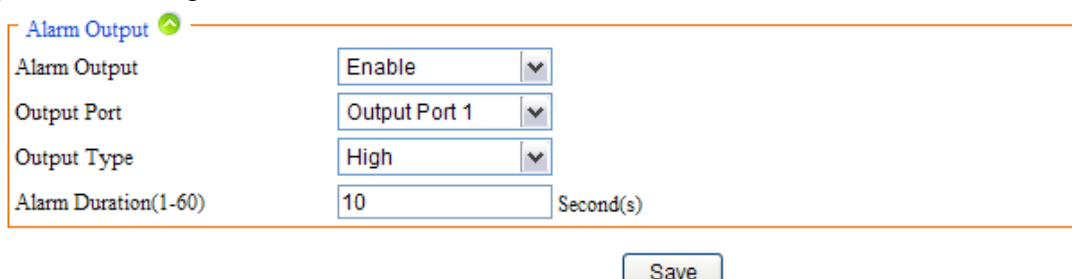 Alarm Output
Alarm Output Enable
Output Port Output Port 1
Output Type High
Alarm Duration(1-60) 10 Second(s)
Save